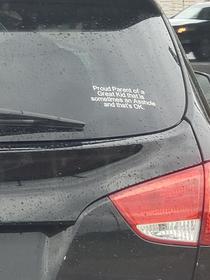 Proud Parent of a
Great Kid that is
sometimes an Asshole
and that's OK.